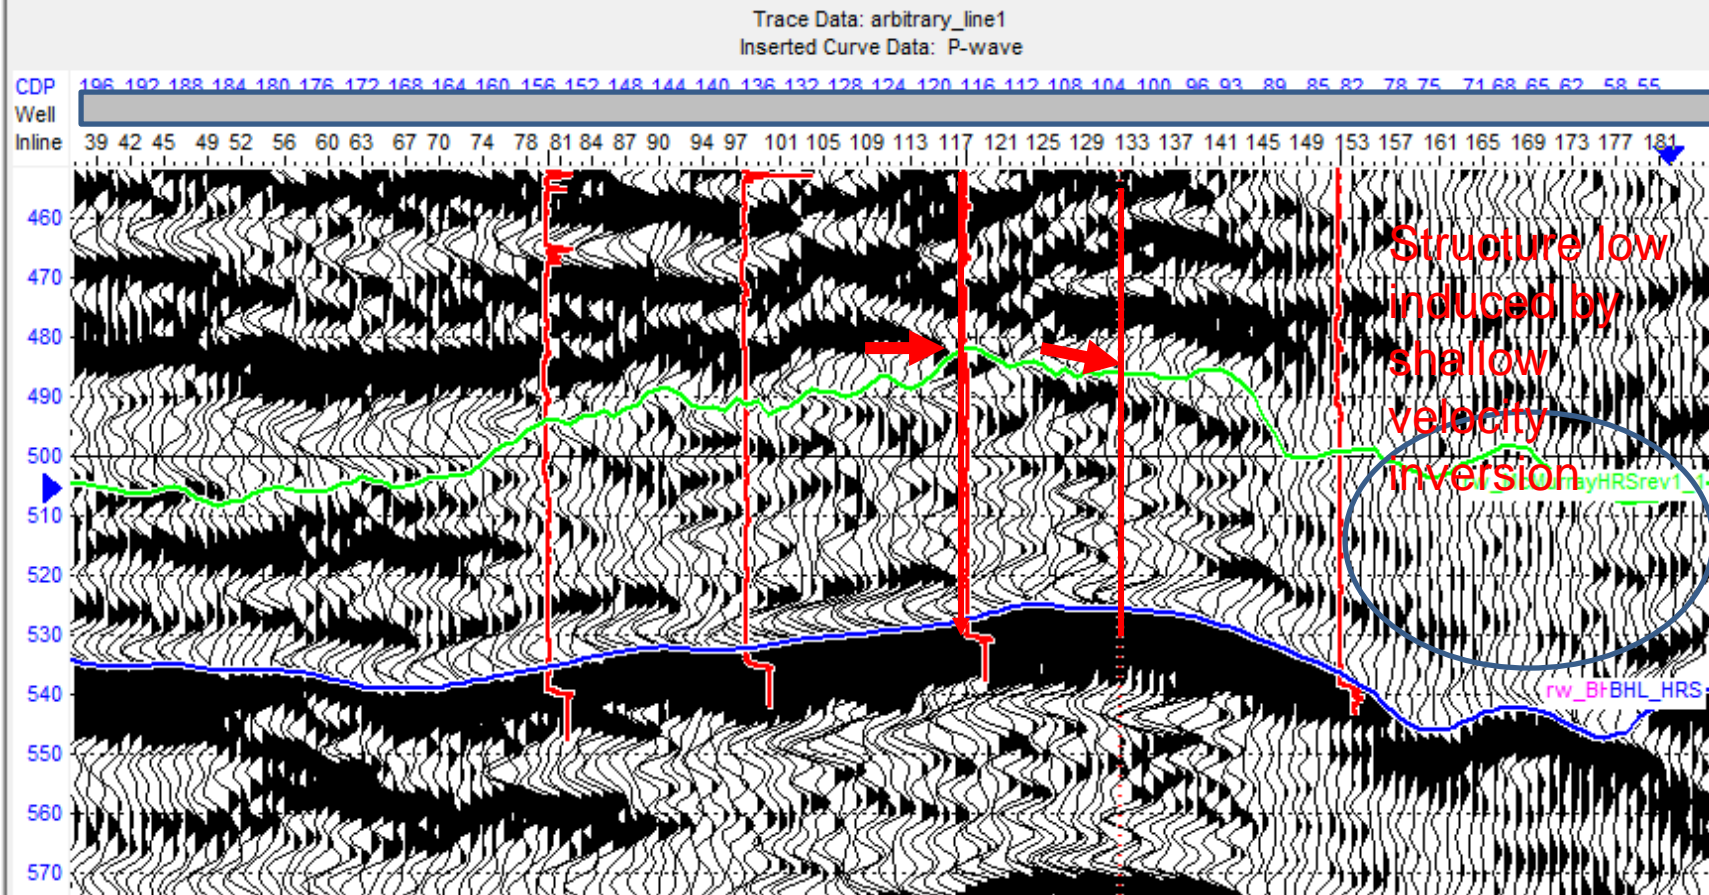 Trace Data: arbitrary_line1
Inserted Curve Data: P-wave
CDP 196 192 188 184 180 176 172 168 164 160 156 152 148 144 140 136 132 128 124 120 116 112 108 104 100 96 93 89 85 82 78 75 71 68 65 62 58 55
Well
Inline 39 42 45 49 52 56 60 63 67 70 74 78 81 84 87 90 94 97 101 105 109 113 117 121 125 129 133 137 141 145 149 153 157 161 165 169 173 177 181
460
470
480
490
500
510
520
530
540
550
560
570
Structure low
induced by
shallow
velocity
inversion
rayHRSrev1_1
rw_BHBHL_HRS